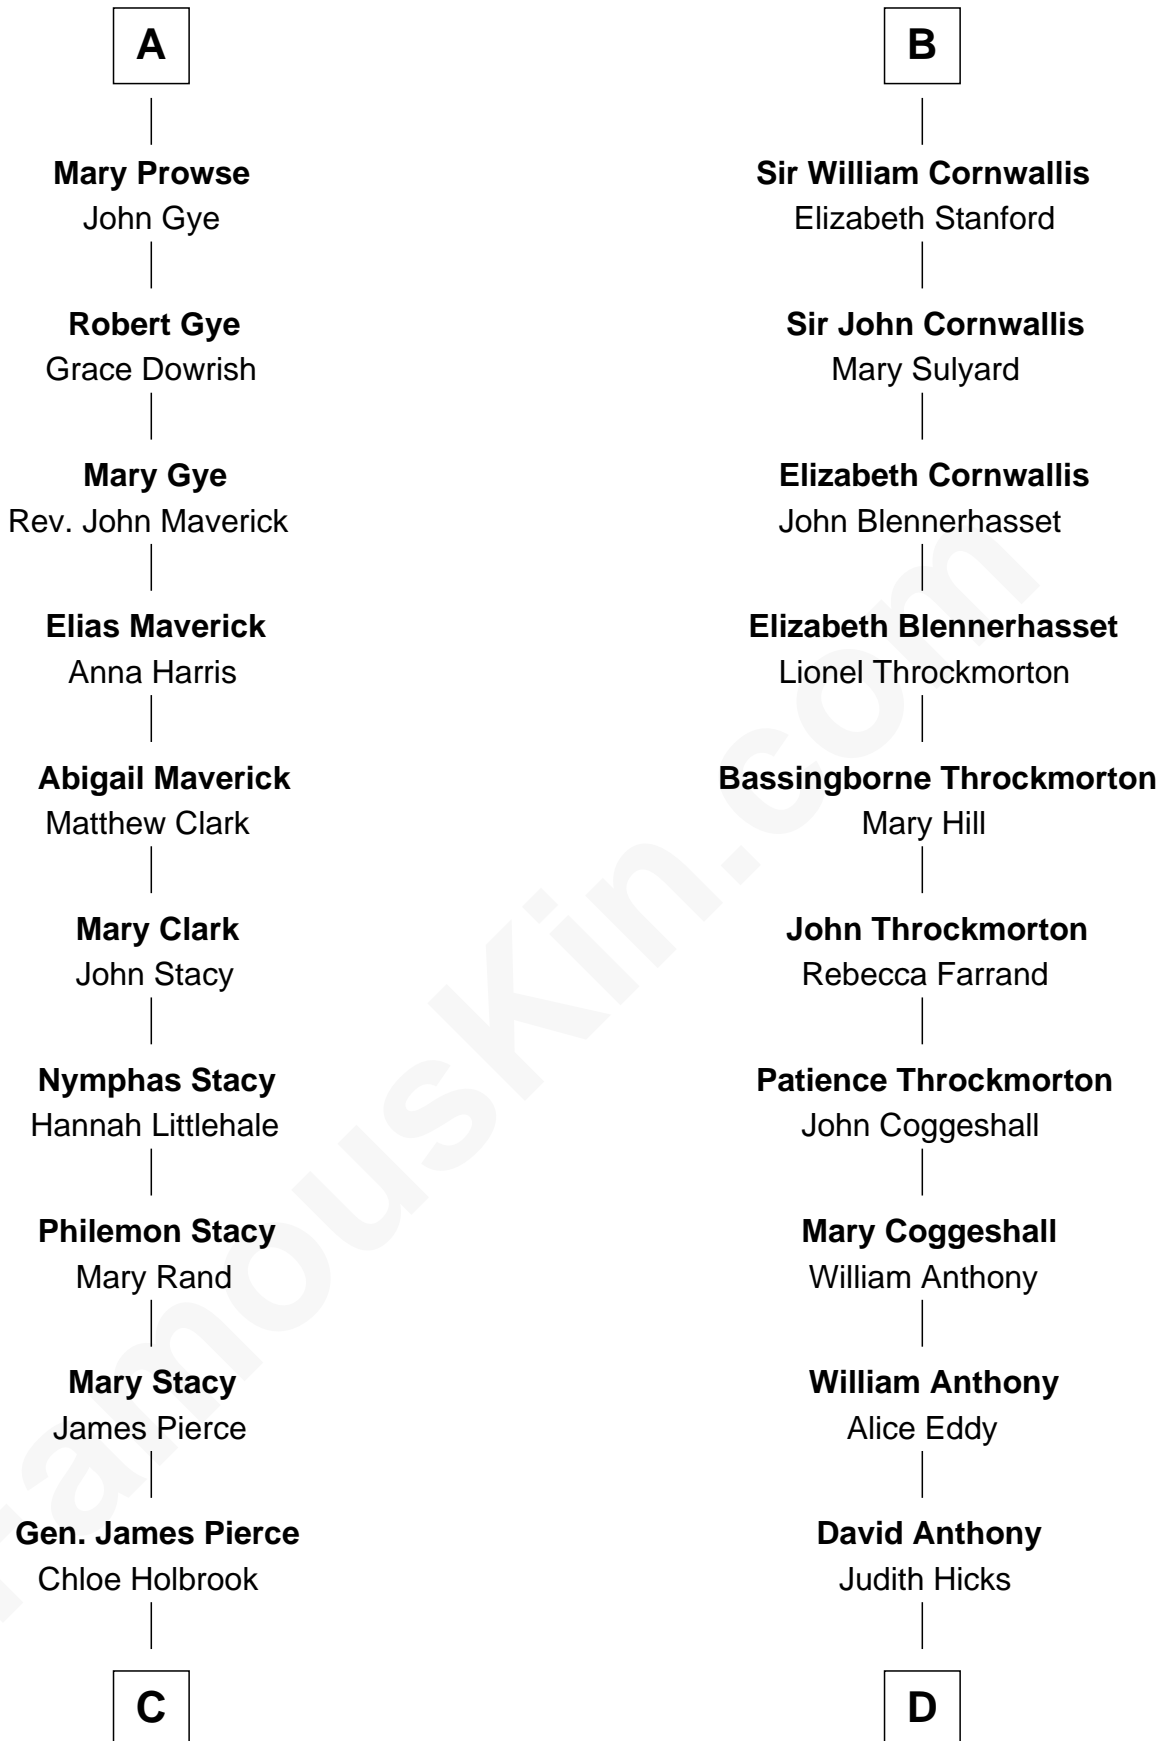 A
Mary Prowse
John Gye
Robert Gye
Grace Dowrish
Mary Gye
Rev. John Maverick
Elias Maverick
Anna Harris
Abigail Maverick
Matthew Clark
Mary Clark
John Stacy
Nymphas Stacy
Hannah Littlehale
Philemon Stacy
Mary Rand
Mary Stacy
James Pierce
Gen. James Pierce
Chloe Holbrook
C
B
Sir William Cornwallis
Elizabeth Stanford
Sir John Cornwallis
Mary Sulyard
Elizabeth Cornwallis
John Blennerhasset
Elizabeth Blennerhasset
Lionel Throckmorton
Bassingborne Throckmorton
Mary Hill
John Throckmorton
Rebecca Farrand
Patience Throckmorton
John Coggeshall
Mary Coggeshall
William Anthony
William Anthony
Alice Eddy
David Anthony
Judith Hicks
D
FamousKin.com